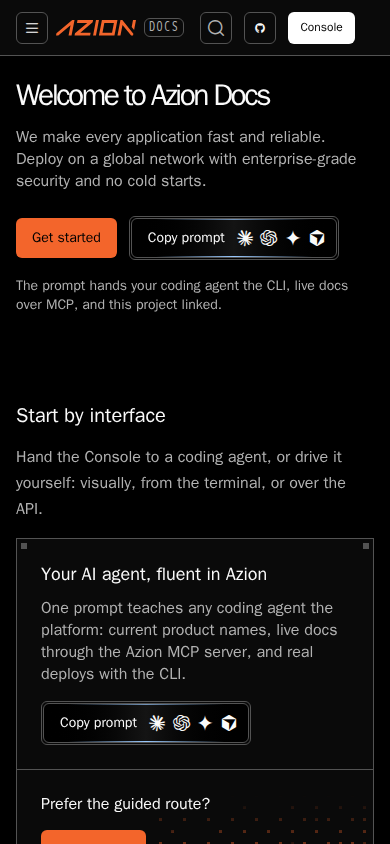 AZION DOCS Console
Welcome to Azion Docs
We make every application fast and reliable.
Deploy on a global network with enterprise-grade
security and no cold starts.
Get started Copy prompt
The prompt hands your coding agent the CLI, live docs
over MCP, and this project linked.
Start by interface
Hand the Console to a coding agent, or drive it
yourself: visually, from the terminal, or over the
API.
Your AI agent, fluent in Azion
One prompt teaches any coding agent the
platform: current product names, live docs
through the Azion MCP server, and real
deploys with the CLI.
Copy prompt
Prefer the guided route?